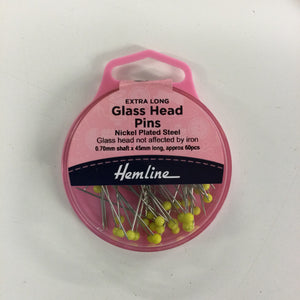 EXTRA LONG
Glass Head
Pins
Nickel Plated Steel
Glass head not affected by iron
0.70mm shaft x 45mm long, approx 60pcs
Hemline